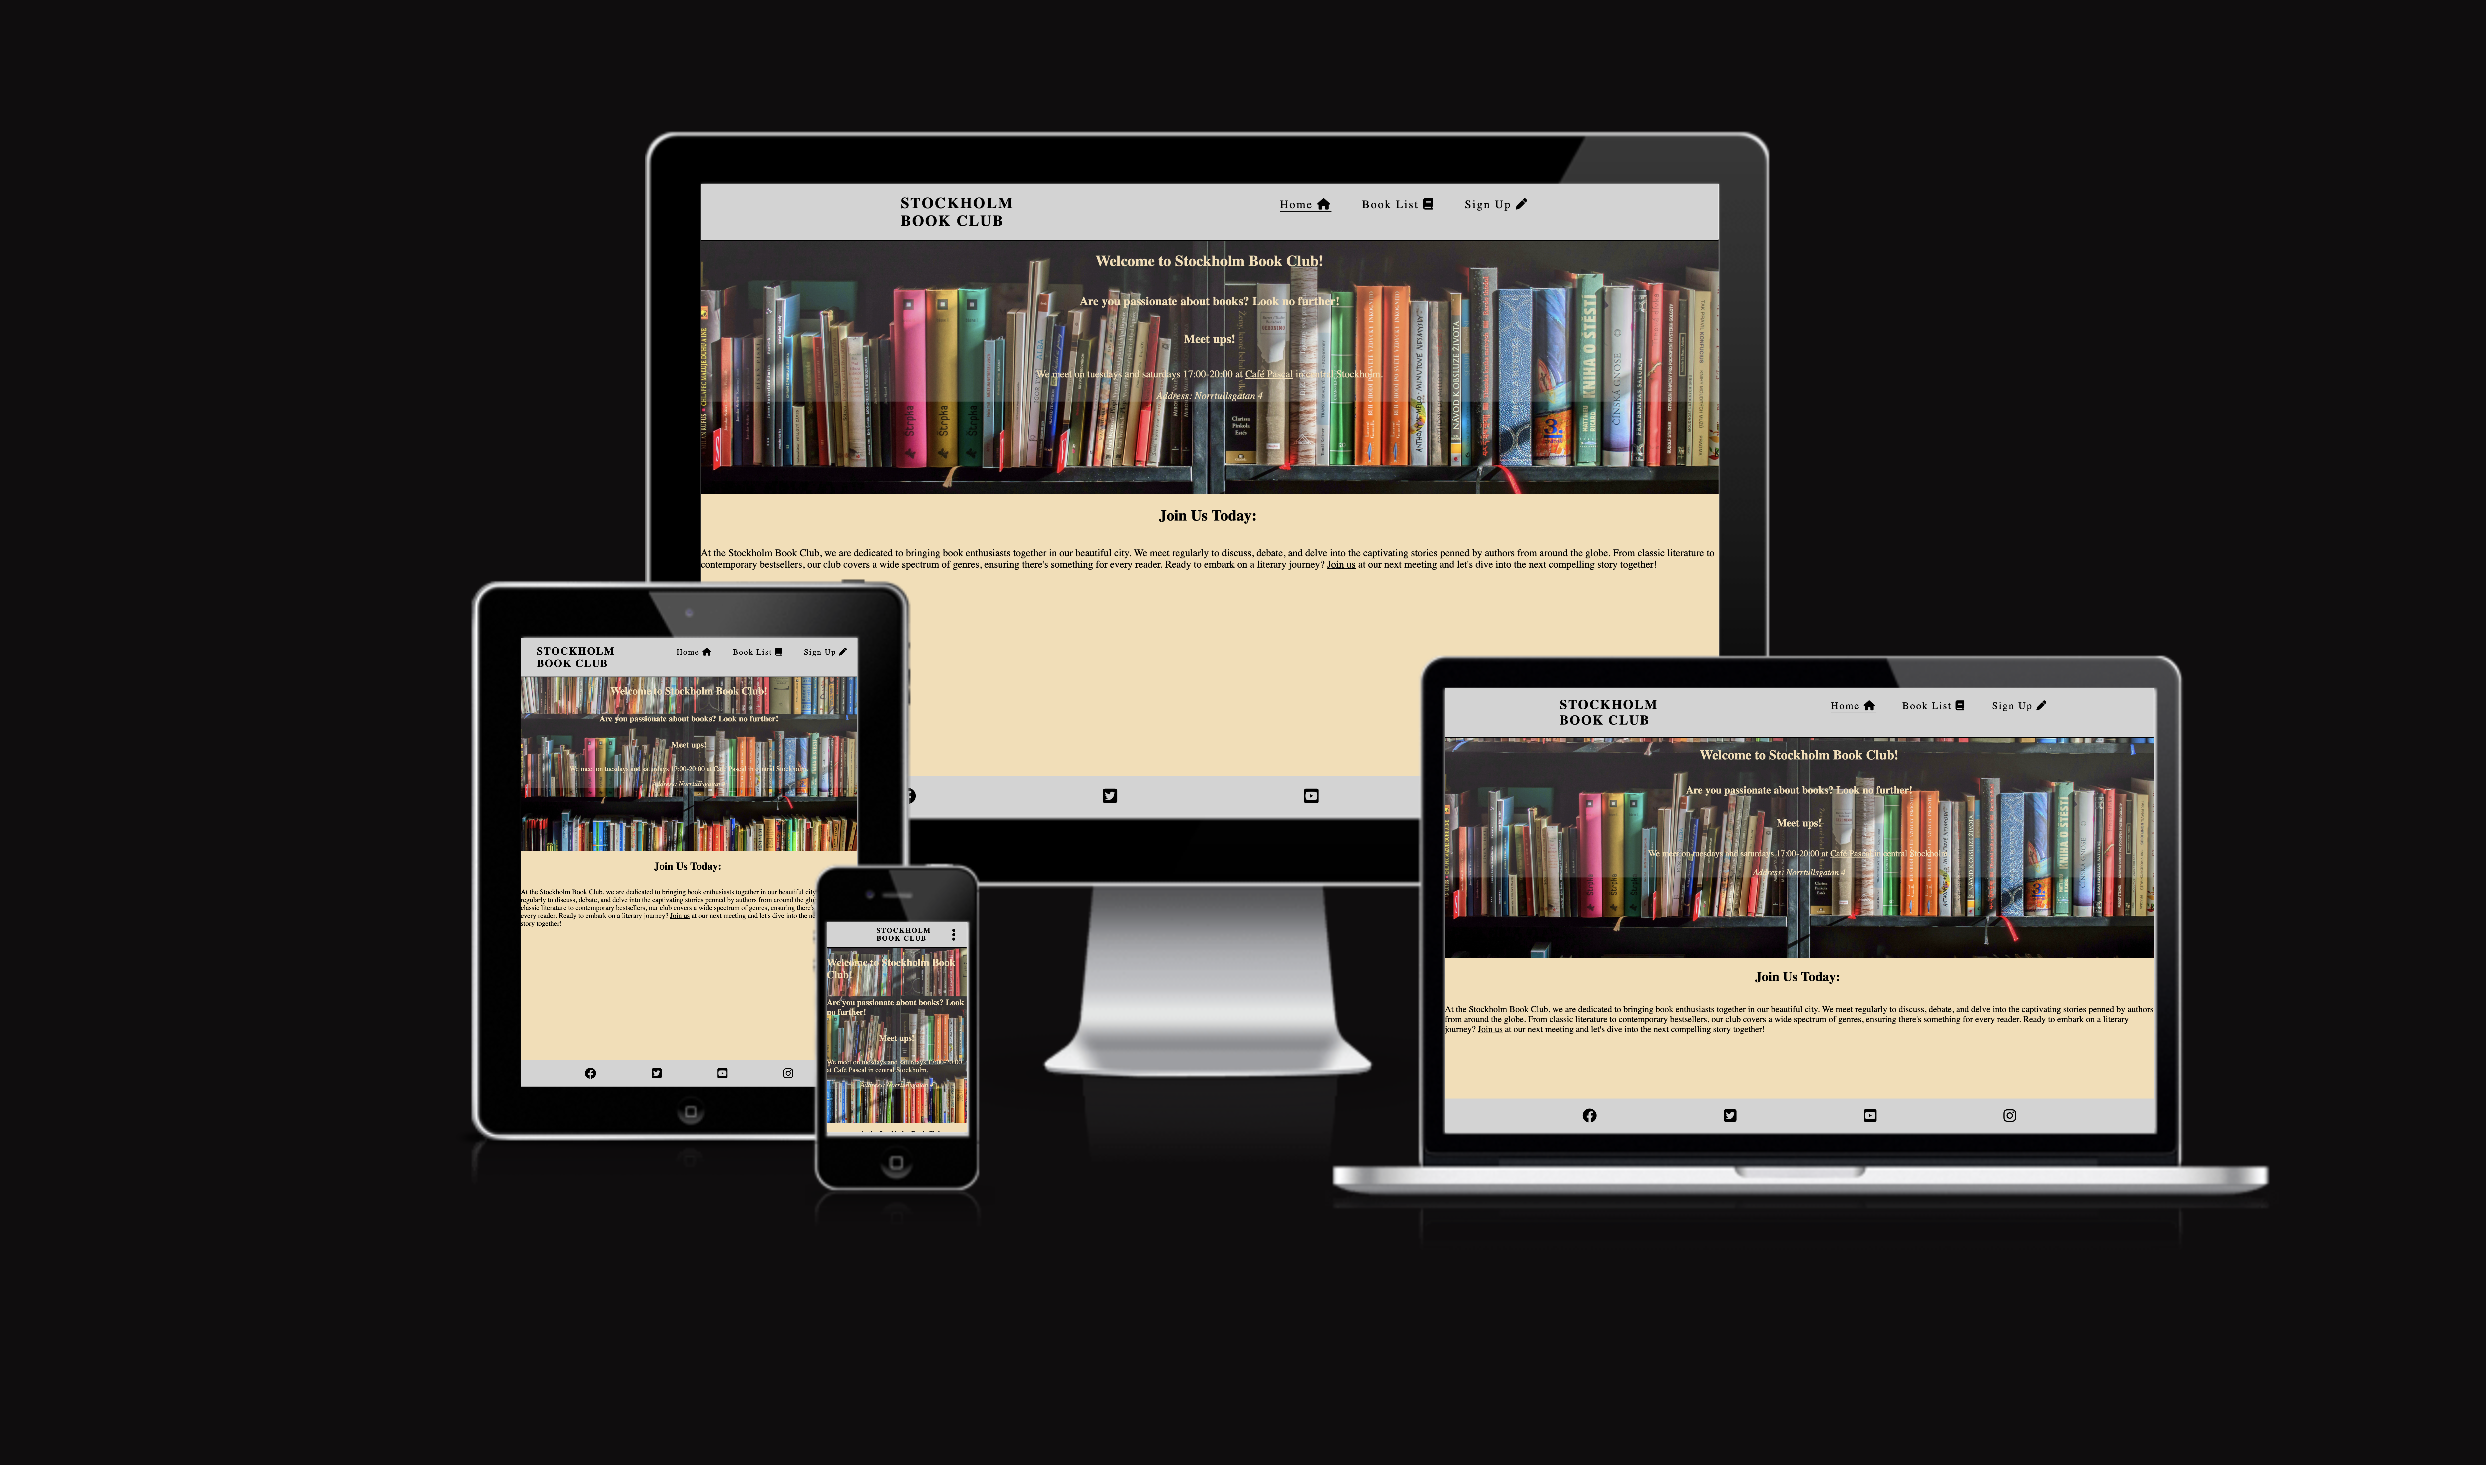 STOCKHOLM
BOOK CLUB
Home
Book List
Sign Up
Welcome to Stockholm Book Club!
Are you passionate about books? Look no further!
Meet ups!
We meet on tuesdays and saturdays 17:00-20:00 at Café Pascal in central Stockholm.
Address: Norrtullsgatan 4
Štrpka
Štrpka
Štrpka
Clarissa
Pinkola
Estés
KNIHA O ŠTĚSTÍ
ČÍNSKÁ GNOSE
Join Us Today:
At the Stockholm Book Club, we are dedicated to bringing book enthusiasts together in our beautiful city. We meet regularly to discuss, debate, and delve into the captivating stories penned by authors from around the globe. From classic literature to
contemporary bestsellers, our club covers a wide spectrum of genres, ensuring there's something for every reader. Ready to embark on a literary journey? Join us at our next meeting and let's dive into the next compelling story together!
STOCKHOLM
BOOK CLUB
Home
Book List
Sign Up
Welcome to Stockholm Book Club!
Are you passionate about books? Look no further!
Meet ups!
We meet on tuesdays and saturdays 17:00-20:00 at Café Pascal in central Stockholm.
Address: Norrtullsgatan 4
Join Us Today:
At the Stockholm Book Club, we are dedicated to bringing book enthusiasts together in our beautiful city
regularly to discuss, debate, and delve into the captivating stories penned by authors from around the glo
classic literature to contemporary bestsellers, our club covers a wide spectrum of genres, ensuring there's
every reader. Ready to embark on a literary journey? Join us at our next meeting and let's dive into the ne
story together!
STOCKHOLM
BOOK CLUB
Welcome to Stockholm Book
Club!
Are you passionate about books? Look
no further!
Meet ups!
We meet on tuesdays and saturdays 17:00-20:00
at Café Pascal in central Stockholm.
Address: Norrtullsgatan 4
STOCKHOLM
BOOK CLUB
Home
Book List
Sign Up
Welcome to Stockholm Book Club!
Are you passionate about books? Look no further!
Meet ups!
We meet on tuesdays and saturdays 17:00-20:00 at Café Pascal in central Stockholm.
Address: Norrtullsgatan 4
Join Us Today:
At the Stockholm Book Club, we are dedicated to bringing book enthusiasts together in our beautiful city. We meet regularly to discuss, debate, and delve into the captivating stories penned by authors
from around the globe. From classic literature to contemporary bestsellers, our club covers a wide spectrum of genres, ensuring there's something for every reader. Ready to embark on a literary
journey? Join us at our next meeting and let's dive into the next compelling story together!